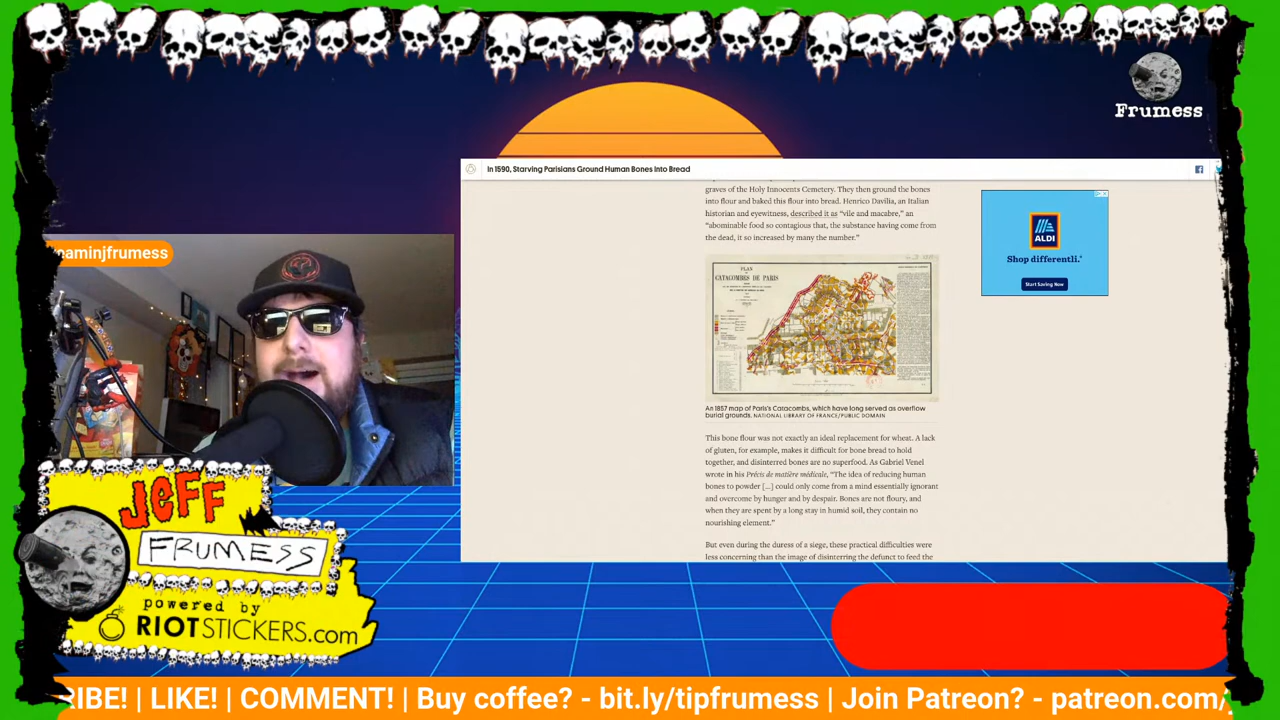 Frumess
In 1590, Starving Parisians Ground Human Bones Into Bread
graves of the Holy Innocents Cemetery. They then ground the bones
into flour and baked this flour into bread. Henrico Davilia, an Italian
historian and eyewitness, described it as “vile and macabre,” an
“abominable food so contagious that, the substance having come from
the dead, it so increased by many the number.”
ALDI
Shop differentli.
Start Saving Now
PLAN
CATACOMBES DE PARIS
An 1857 map of Paris's Catacombs, which have long served as overflow
burial grounds. NATIONAL LIBRARY OF FRANCE/PUBLIC DOMAIN
This bone flour was not exactly an ideal replacement for wheat. A lack
of gluten, for example, makes it difficult for bone bread to hold
together, and disinterred bones are no superfood. As Gabriel Venel
wrote in his Précis de matière médicale, “The idea of reducing human
bones to powder [...] could only come from a mind essentially ignorant
and overcome by hunger and by despair. Bones are not floury, and
when they are spent by a long stay in humid soil, they contain no
nourishing element.”
But even during the duress of a siege, these practical difficulties were
less concerning than the image of disinterring the defunct to feed the
eaminjfrumess
JEFF
FRUMESS
powered by
RIOTSTICKERS.com
RIBE! | LIKE! | COMMENT! | Buy coffee? - bit.ly/tipfrumess | Join Patreon? - patreon.com/